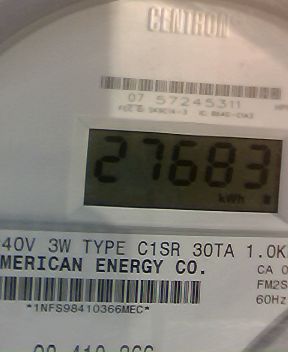 CENTRON
07 57245311
27683
kWh
40V 3W TYPE C1SR 30TA 1.0K
MERICAN ENERGY CO.
CA 0
FM2S
60Hz
*1NFS98410366MEC*